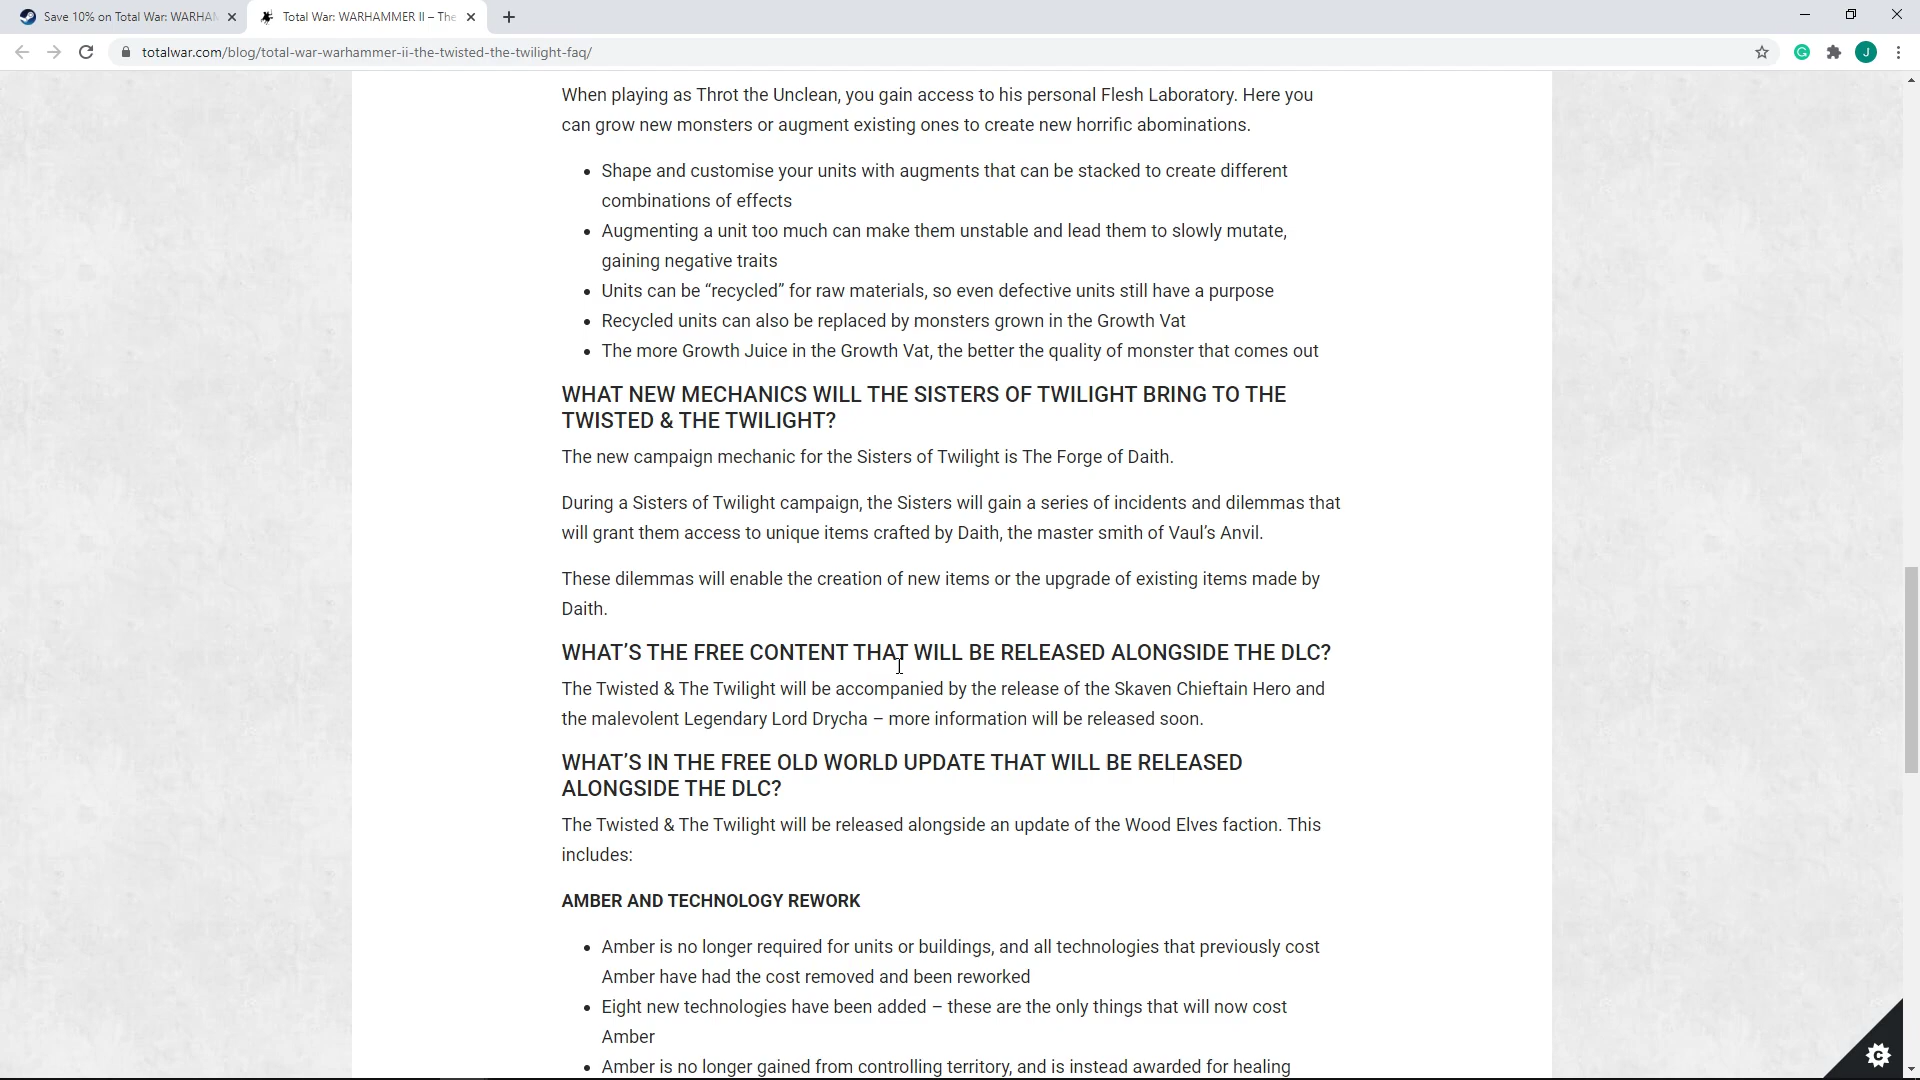 Save 10% on Total War: WARHAM
Total War: WARHAMMER II – The
totalwar.com/blog/total-war-warhammer-ii-the-twisted-the-twilight-faq/
J
When playing as Throt the Unclean, you gain access to his personal Flesh Laboratory. Here you
can grow new monsters or augment existing ones to create new horrific abominations.
• Shape and customise your units with augments that can be stacked to create different
combinations of effects
• Augmenting a unit too much can make them unstable and lead them to slowly mutate,
gaining negative traits
• Units can be “recycled” for raw materials, so even defective units still have a purpose
• Recycled units can also be replaced by monsters grown in the Growth Vat
• The more Growth Juice in the Growth Vat, the better the quality of monster that comes out
WHAT NEW MECHANICS WILL THE SISTERS OF TWILIGHT BRING TO THE
TWISTED & THE TWILIGHT?
The new campaign mechanic for the Sisters of Twilight is The Forge of Daith.
During a Sisters of Twilight campaign, the Sisters will gain a series of incidents and dilemmas that
will grant them access to unique items crafted by Daith, the master smith of Vaul’s Anvil.
These dilemmas will enable the creation of new items or the upgrade of existing items made by
Daith.
WHAT’S THE FREE CONTENT THAT WILL BE RELEASED ALONGSIDE THE DLC?
The Twisted & The Twilight will be accompanied by the release of the Skaven Chieftain Hero and
the malevolent Legendary Lord Drycha – more information will be released soon.
WHAT’S IN THE FREE OLD WORLD UPDATE THAT WILL BE RELEASED
ALONGSIDE THE DLC?
The Twisted & The Twilight will be released alongside an update of the Wood Elves faction. This
includes:
AMBER AND TECHNOLOGY REWORK
• Amber is no longer required for units or buildings, and all technologies that previously cost
Amber have had the cost removed and been reworked
• Eight new technologies have been added – these are the only things that will now cost
Amber
• Amber is no longer gained from controlling territory, and is instead awarded for healing